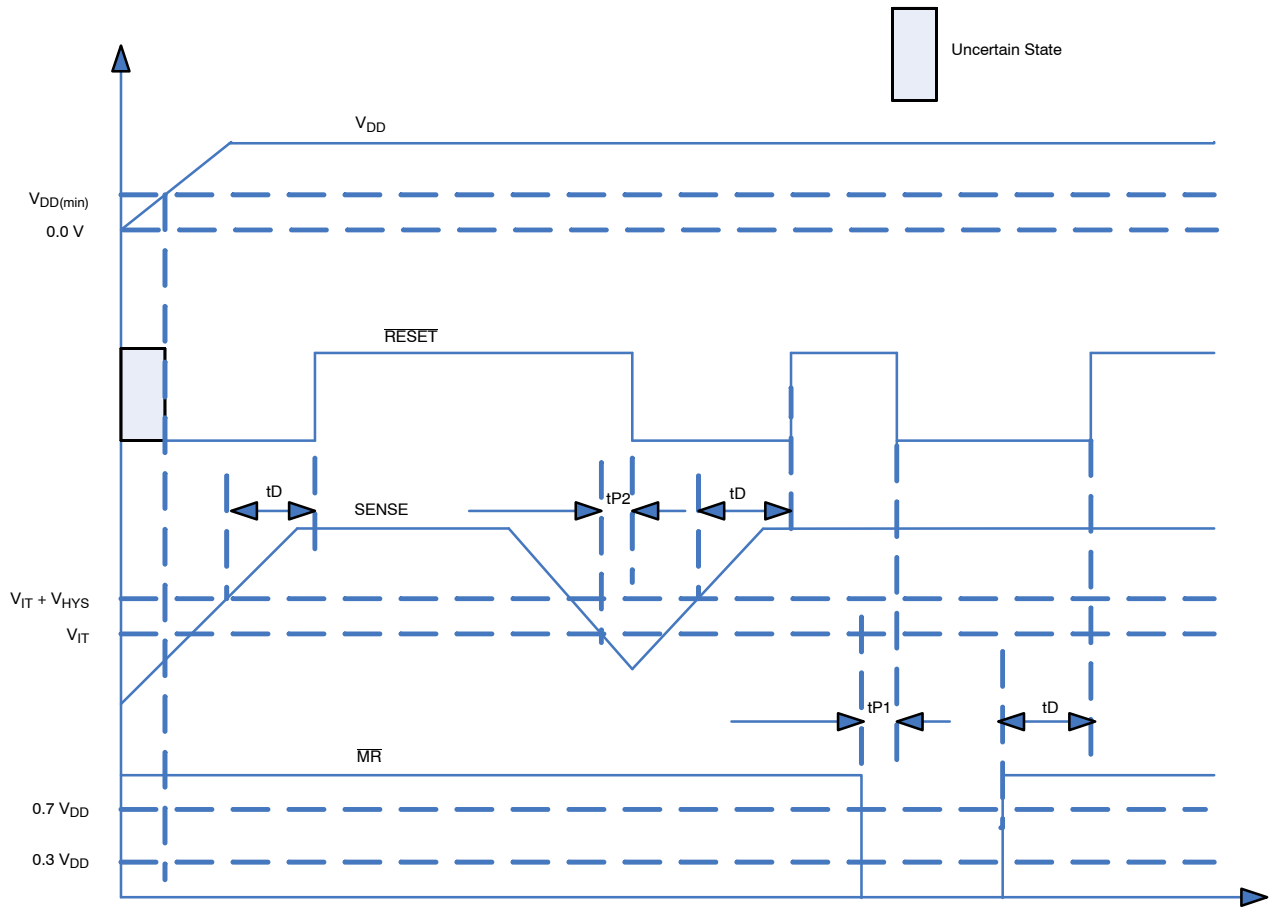 Uncertain State
VDD
VDD(min)
0.0 V
RESET
tD
SENSE
tP2
tD
VIT + VHYS
VIT
tP1
tD
MR
0.7 VDD
0.3 VDD